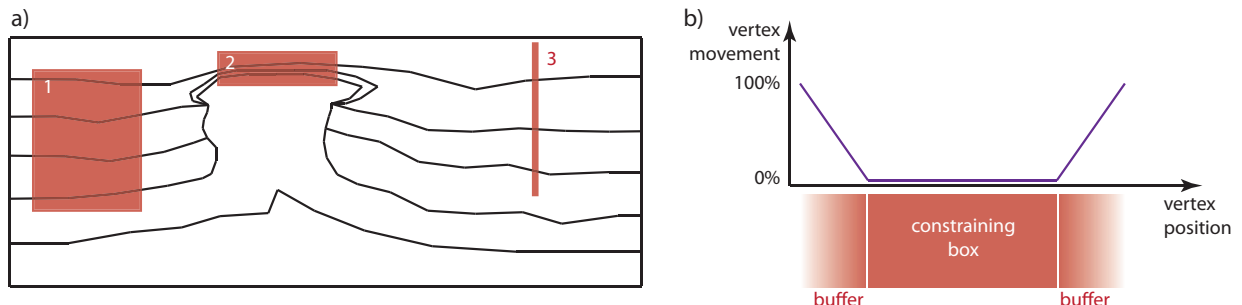 a)
1
2
3
b)
vertex
movement
100%
0%
vertex
position
constraining
box
buffer
buffer